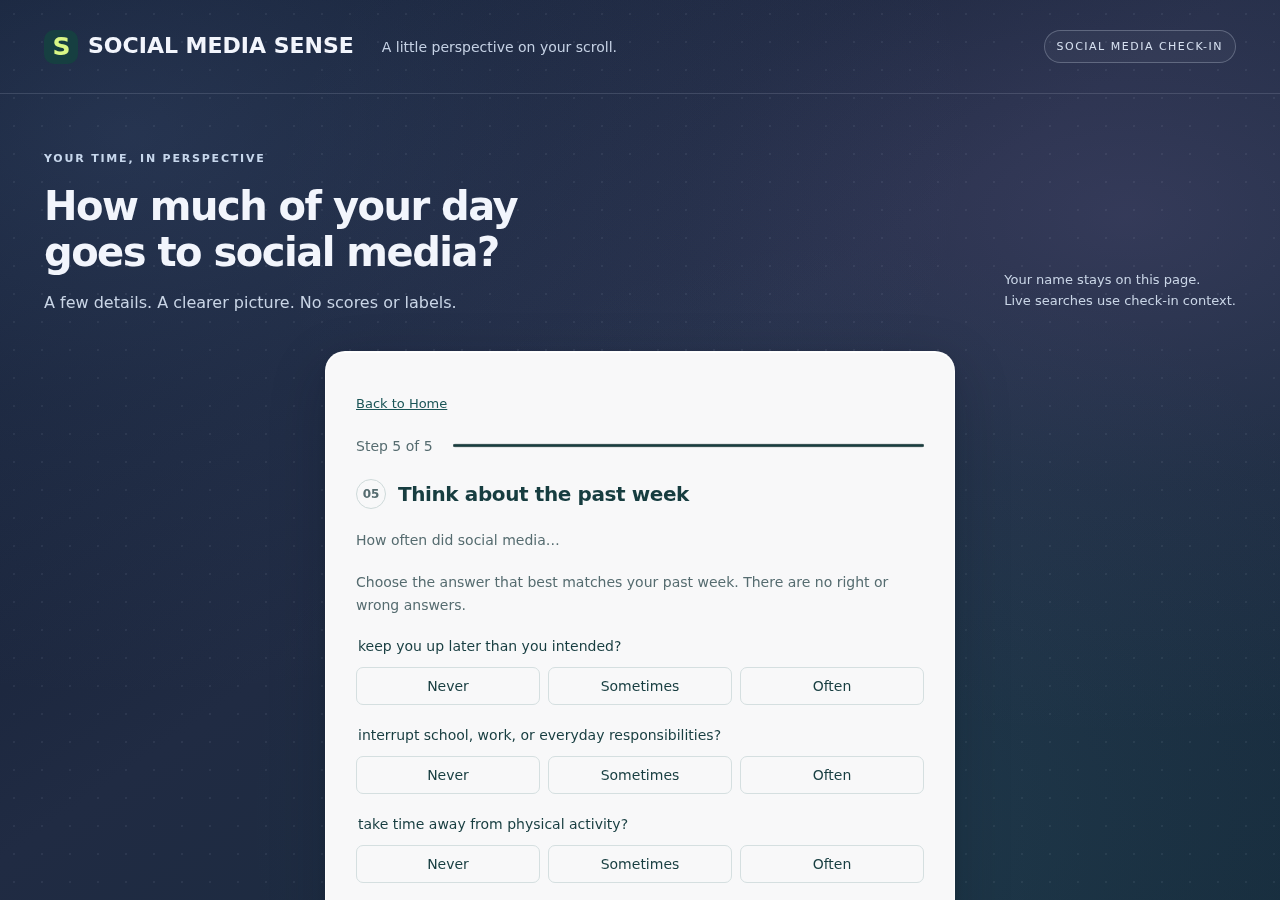 S SOCIAL MEDIA SENSE
A little perspective on your scroll.
SOCIAL MEDIA CHECK-IN
YOUR TIME, IN PERSPECTIVE
How much of your day
goes to social media?
A few details. A clearer picture. No scores or labels.
Your name stays on this page.
Live searches use check-in context.
Back to Home
Step 5 of 5
05 Think about the past week
How often did social media…
Choose the answer that best matches your past week. There are no right or
wrong answers.
keep you up later than you intended?
Never Sometimes Often
interrupt school, work, or everyday responsibilities?
Never Sometimes Often
take time away from physical activity?
Never Sometimes Often